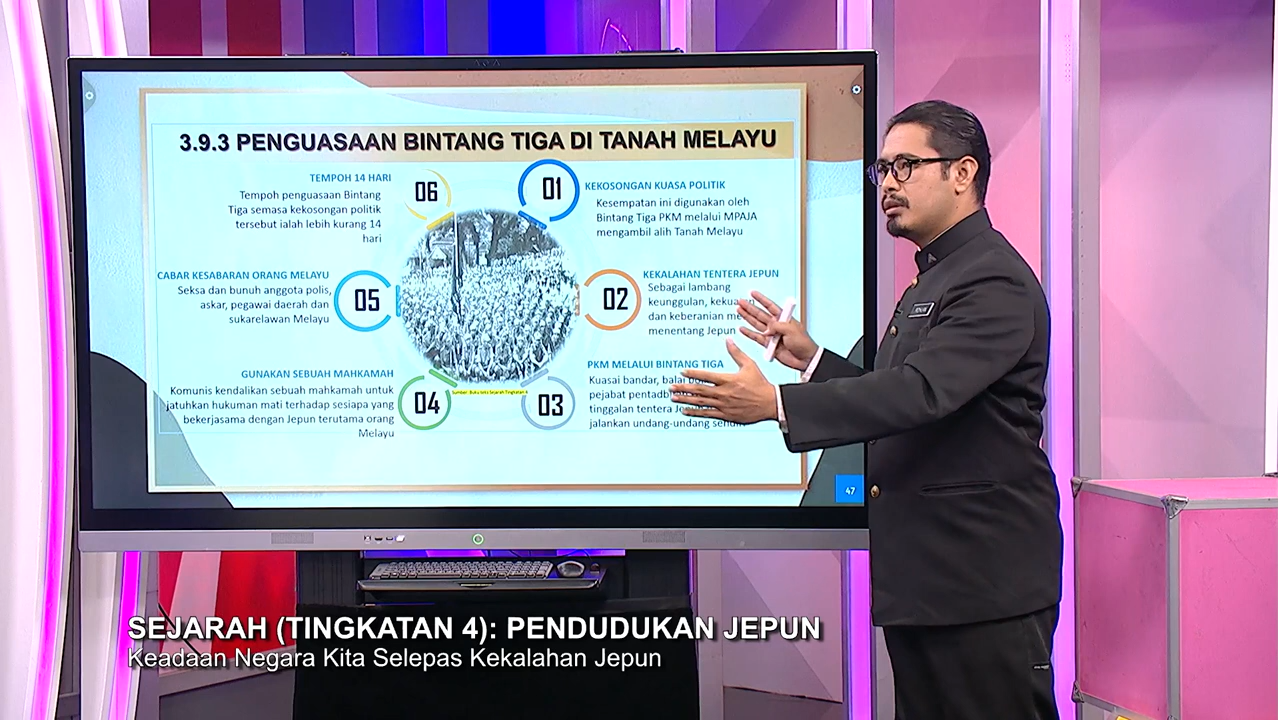 3.9.3 PENGUASAAN BINTANG TIGA DI TANAH MELAYU
01
KEKOSONGAN KUASA POLITIK
Kesempatan ini digunakan oleh
Bintang Tiga PKM melalui MPAJA
mengambil alih Tanah Melayu
02
KEKALAHAN TENTERA JEPUN
Sebagai lambang
keunggulan,
dan keberanian
menentang Jepun
03
PKM MELALUI BINTANG TIGA
Kuasai bandar, balai
pejabat
tinggalan tentera
jalankan undang-undang
04
GUNAKAN SEBUAH MAHKAMAH
Komunis kendalikan sebuah mahkamah untuk
jatuhkan hukuman mati terhadap sesiapa yang
bekerjasama dengan Jepun terutama orang
Melayu
05
CABAR KESABARAN ORANG MELAYU
Seksa dan bunuh anggota polis,
askar, pegawai daerah dan
sukarelawan Melayu
06
TEMPOH 14 HARI
Tempoh penguasaan Bintang
Tiga semasa kekosongan politik
tersebut ialah lebih kurang 14
hari
Sumber: Buku teks Sejarah Tingkatan 4
47
SEJARAH (TINGKATAN 4): PENDUDUKAN JEPUN
Keadaan Negara Kita Selepas Kekalahan Jepun